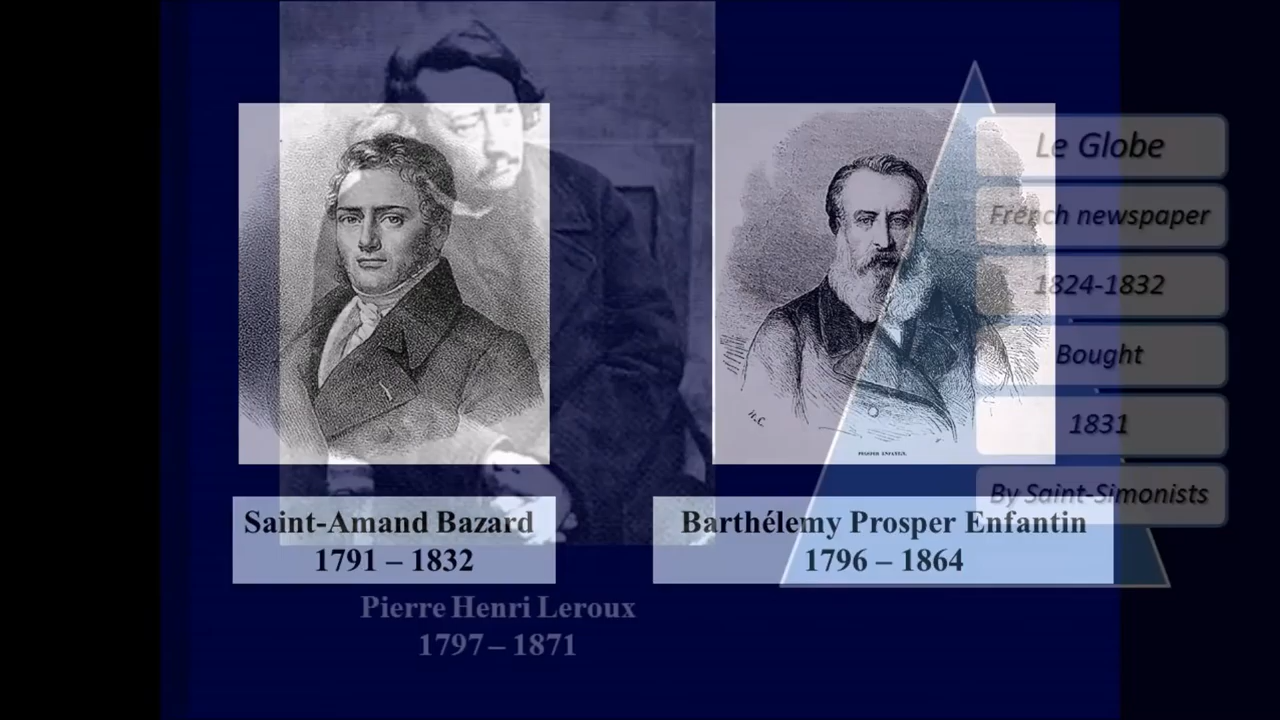 Le Globe
French newspaper
1824-1832
Bought
1831
By Saint-Simonists
H.C.
PROSPER ENFANTIN.
Saint-Amand Bazard
1791 – 1832
Barthélemy Prosper Enfantin
1796 – 1864
Pierre Henri Leroux
1797 – 1871